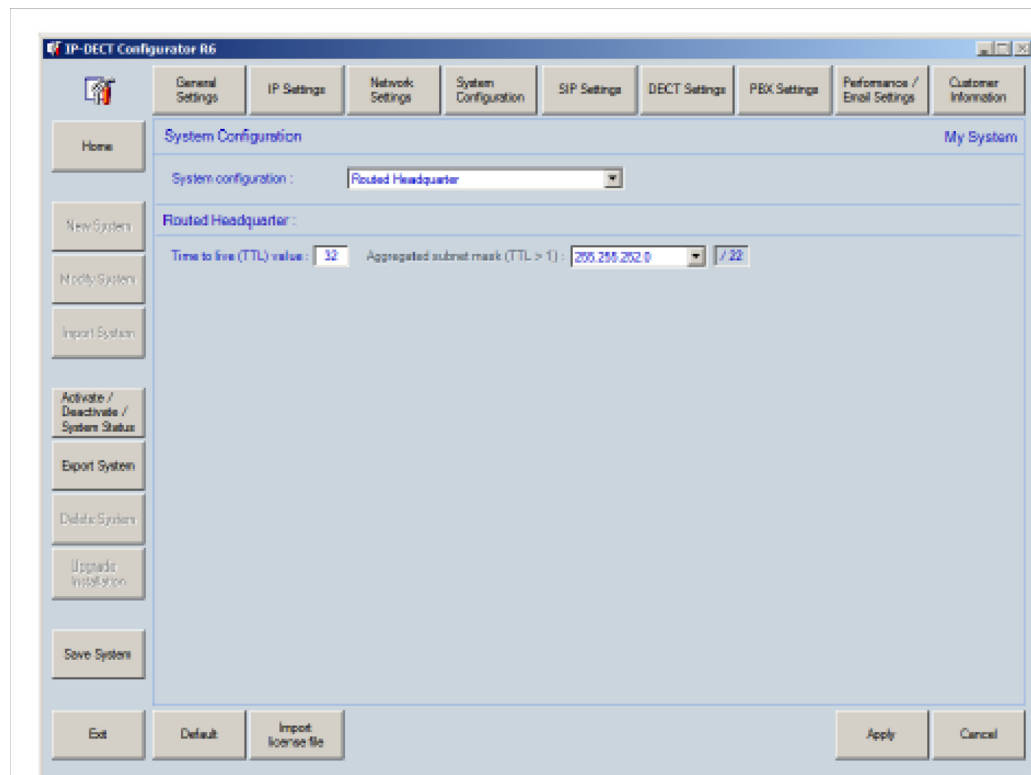 IP-DECT Configurator R6
General
Settings
IP Settings
Network
Settings
System
Configuration
SIP Settings
DECT Settings
PBX Settings
Performance /
Email Settings
Customer
Information
Home
System Configuration
My System
System configuration :
Routed Headquarter
New System
Routed Headquarter :
Time to live (TTL) value :
32
Aggregated subnet mask (TTL > 1) :
255.255.252.0
/ 22
Modify System
Import System
Activate /
Deactivate /
System Status
Export System
Delete System
Upgrade
Installation
Save System
Exit
Default
Import
license file
Apply
Cancel